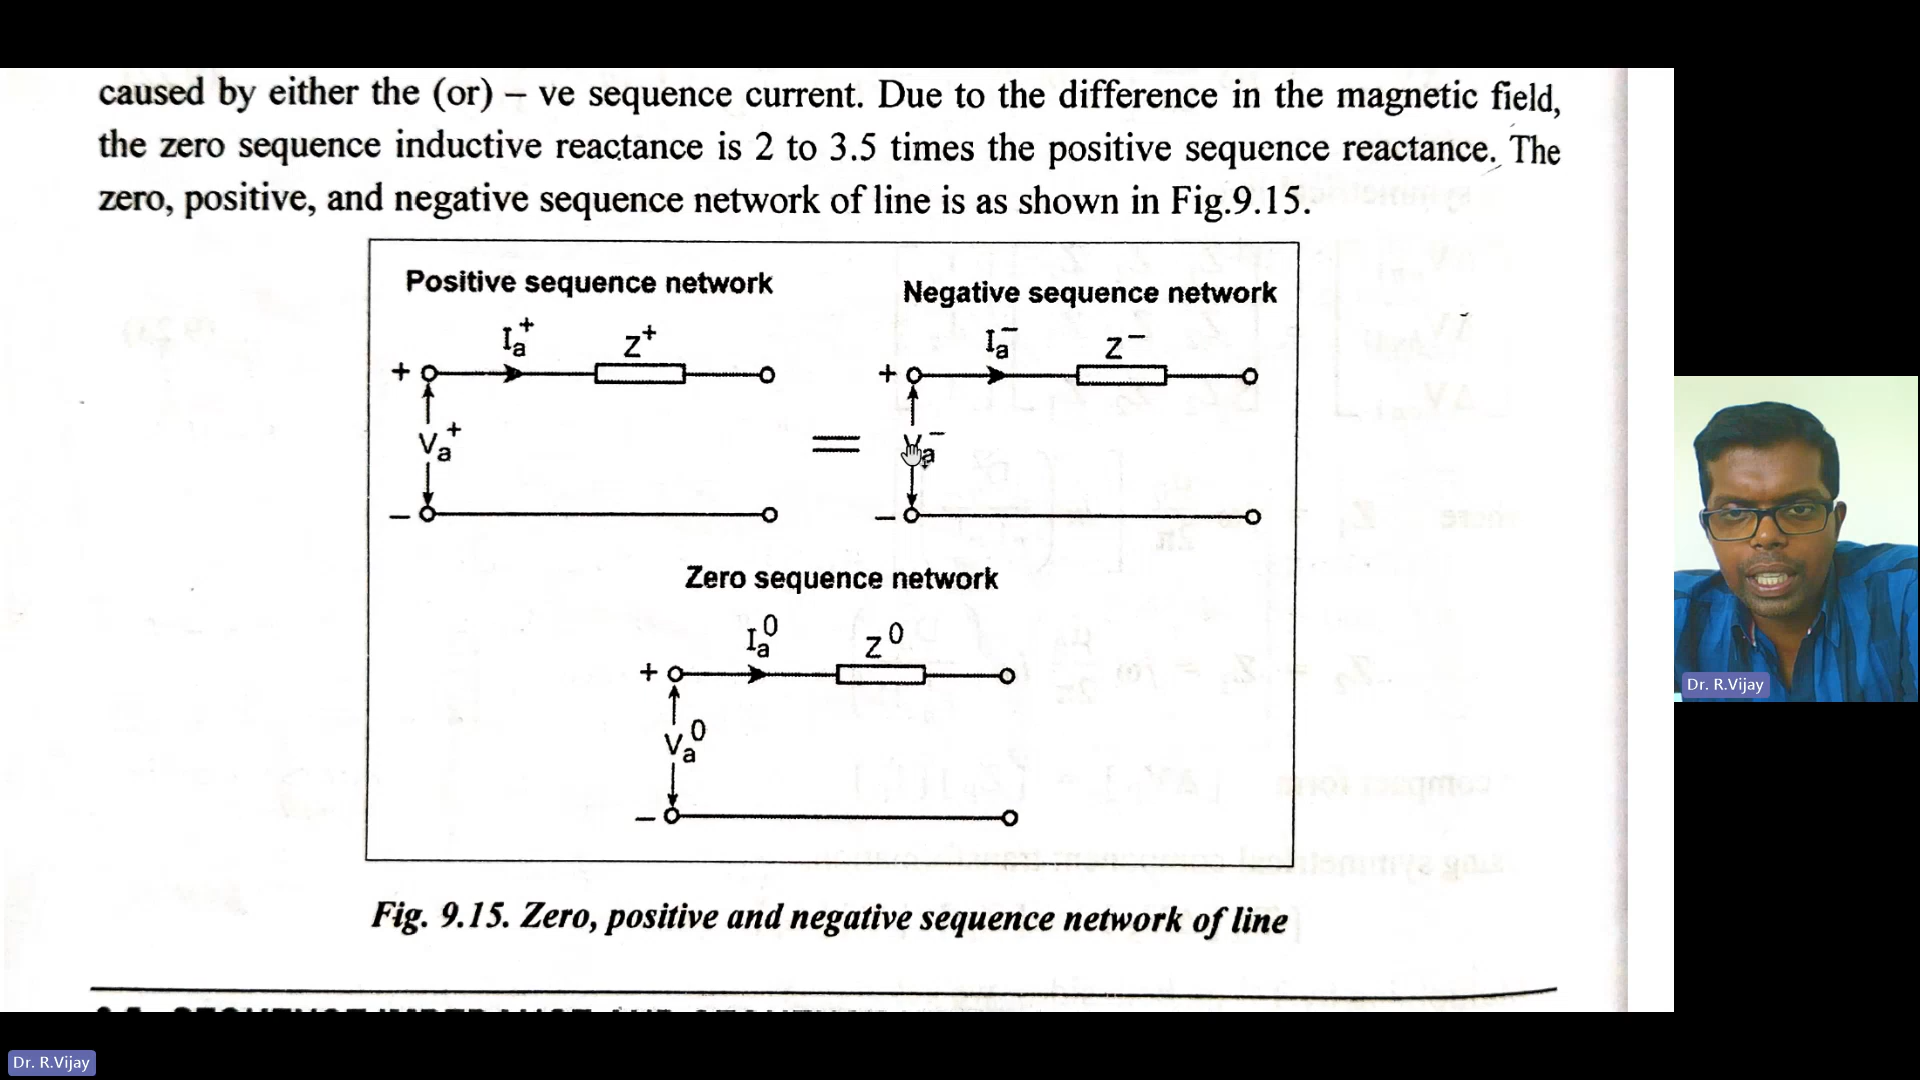 caused by either the (or) – ve sequence current. Due to the difference in the magnetic field,
the zero sequence inductive reactance is 2 to 3.5 times the positive sequence reactance. The
zero, positive, and negative sequence network of line is as shown in Fig.9.15.
Positive sequence network
Negative sequence network
Iₐ⁺ Z⁺
Iₐ⁻ Z⁻
+
+
Vₐ⁺
=
Vₐ⁻
–
–
Zero sequence network
Iₐ⁰ Z⁰
+
Vₐ⁰
–
Fig. 9.15. Zero, positive and negative sequence network of line
Dr. R.Vijay
Dr. R.Vijay